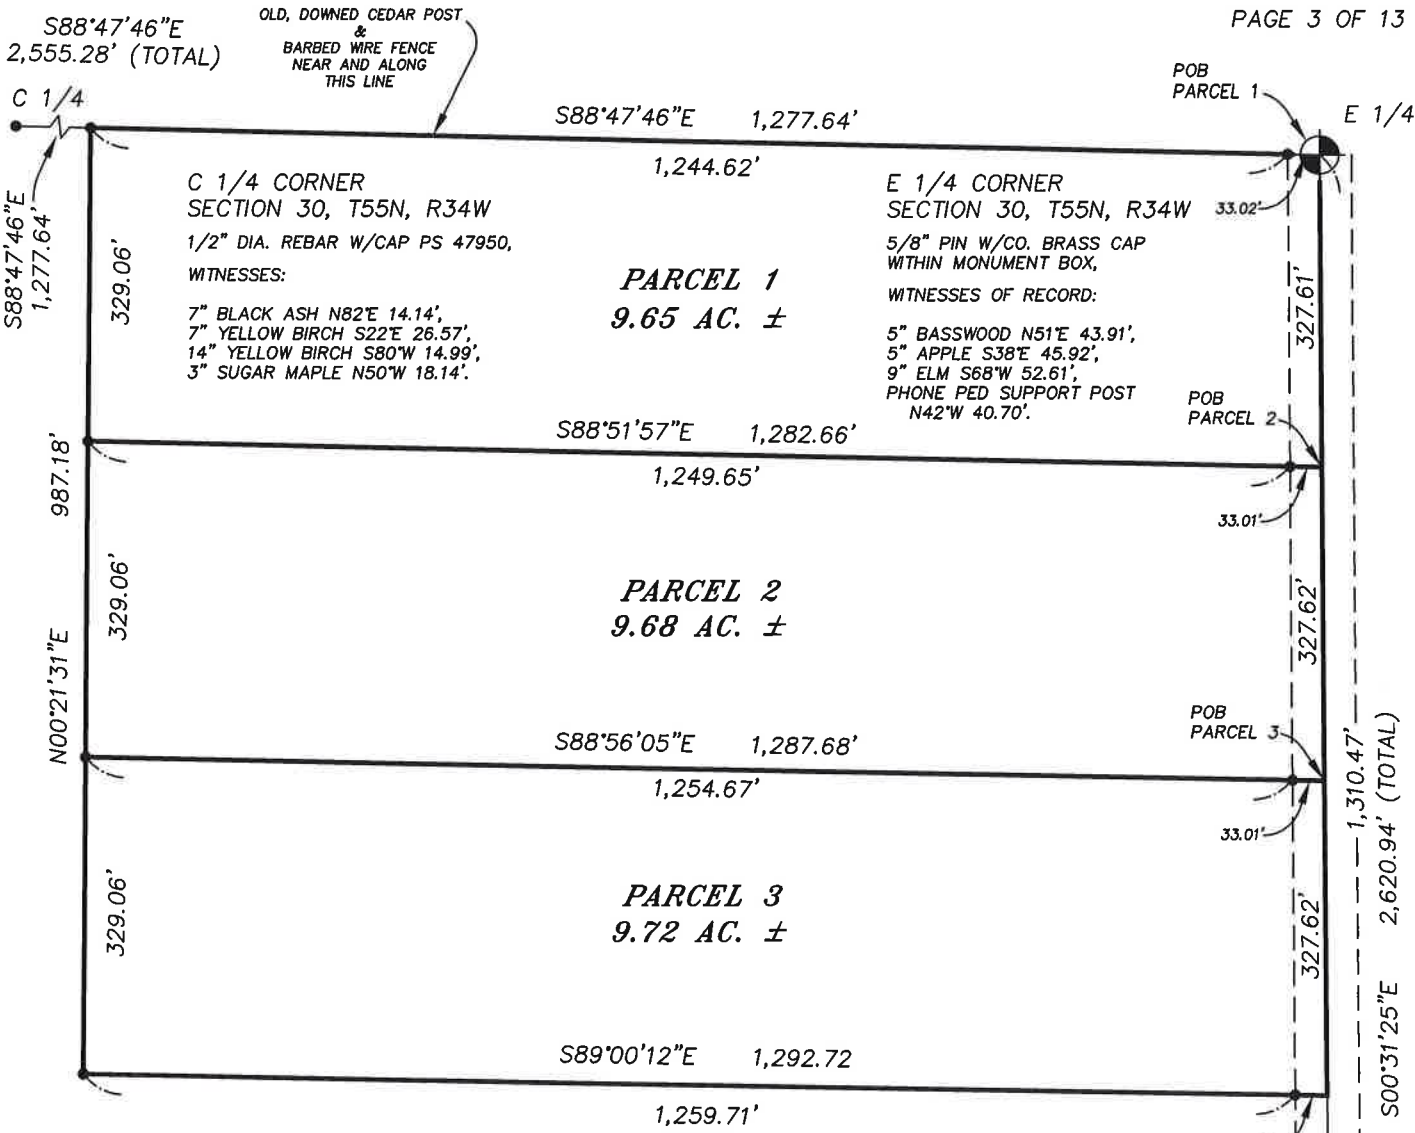 PAGE 3 OF 13
S88°47'46"E
2,555.28' (TOTAL)
OLD, DOWNED CEDAR POST
&
BARBED WIRE FENCE
NEAR AND ALONG
THIS LINE
C 1/4
POB
PARCEL 1
E 1/4
S88°47'46"E 1,277.64'
1,244.62'
S88°47'46"E
1,277.64'
C 1/4 CORNER
SECTION 30, T55N, R34W
1/2" DIA. REBAR W/CAP PS 47950,
WITNESSES:
7" BLACK ASH N82°E 14.14',
7" YELLOW BIRCH S22°E 26.57',
14" YELLOW BIRCH S80°W 14.99',
3" SUGAR MAPLE N50°W 18.14'.
E 1/4 CORNER
SECTION 30, T55N, R34W
5/8" PIN W/CO. BRASS CAP
WITHIN MONUMENT BOX,
WITNESSES OF RECORD:
5" BASSWOOD N51°E 43.91',
5" APPLE S38°E 45.92',
9" ELM S68°W 52.61',
PHONE PED SUPPORT POST
N42°W 40.70'.
33.02'
329.06'
PARCEL 1
9.65 AC. ±
327.61'
POB
PARCEL 2
S88°51'57"E 1,282.66'
1,249.65'
33.01'
N00°21'31"E 987.18'
329.06'
PARCEL 2
9.68 AC. ±
327.62'
POB
PARCEL 3
S88°56'05"E 1,287.68'
1,254.67'
33.01'
329.06'
PARCEL 3
9.72 AC. ±
327.62'
1,310.47'
S00°31'25"E 2,620.94' (TOTAL)
S89°00'12"E 1,292.72
1,259.71'